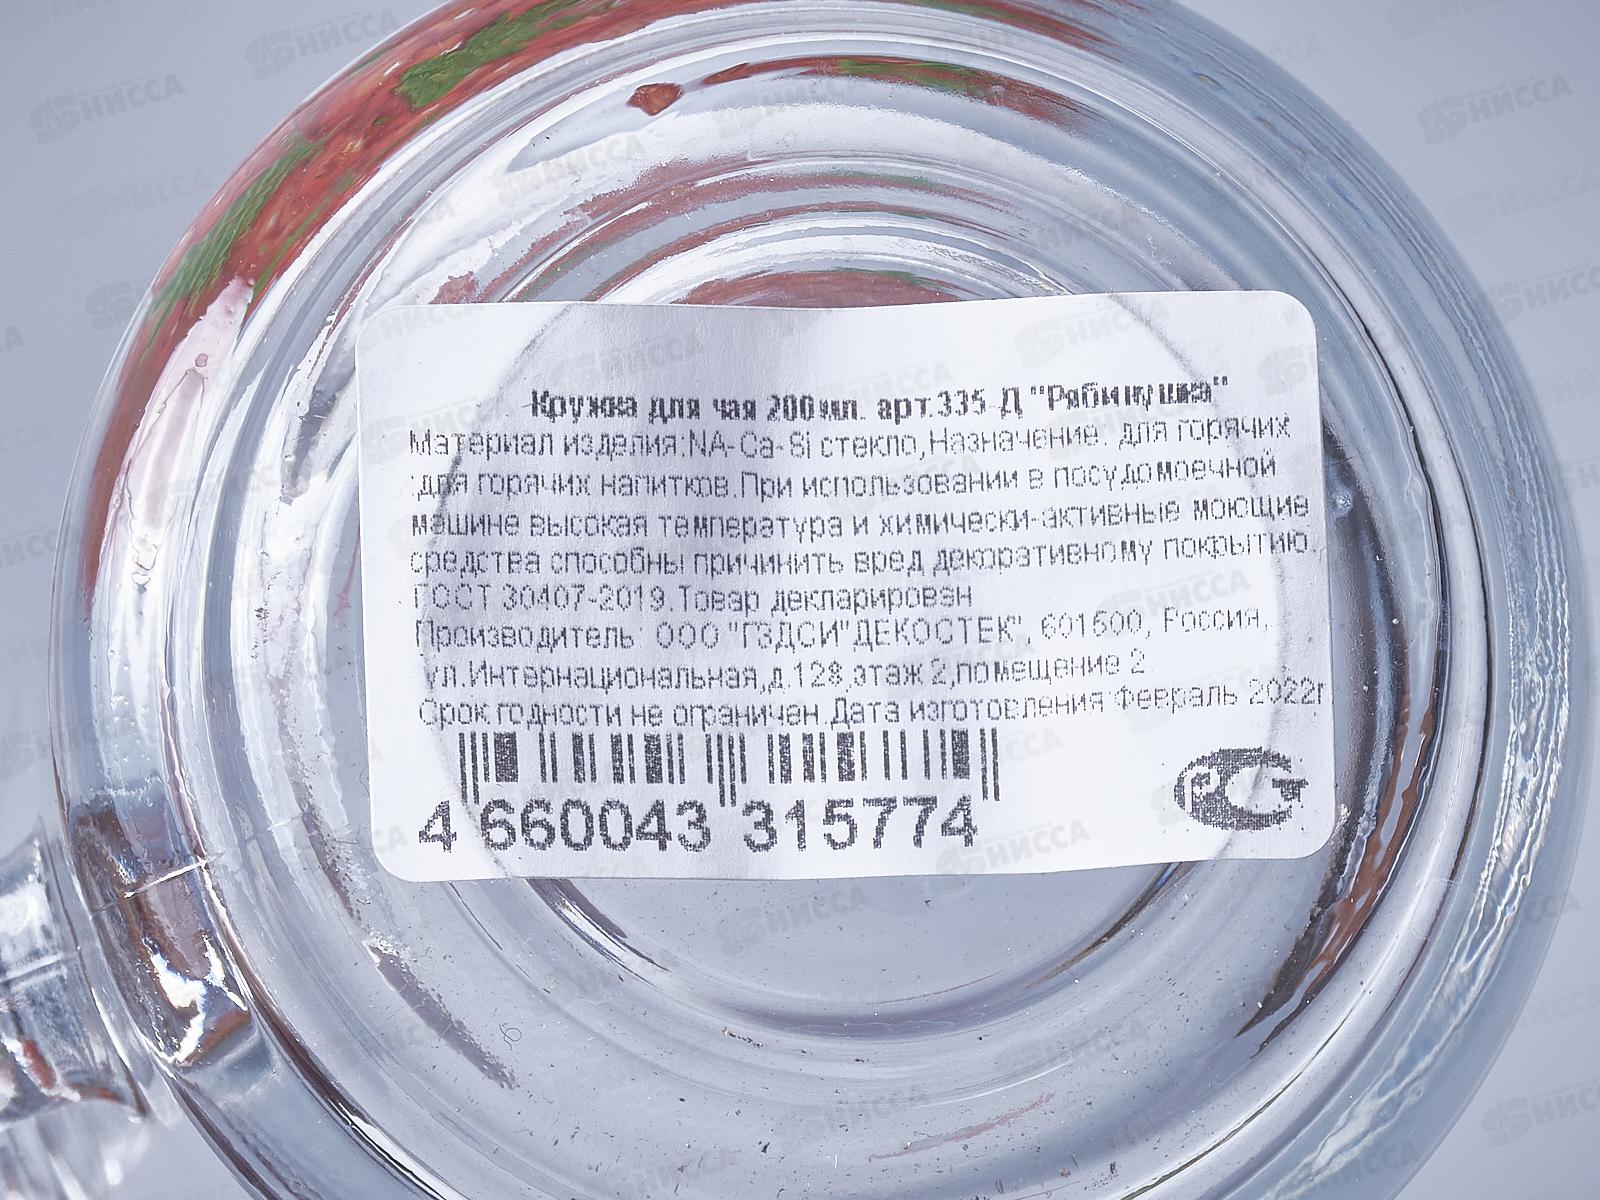 Кружка для чая 200мл. арт.335 Д "Рябинушка"
Материал изделия:NA-Ca-Si стекло,Назначение: для горячих
:для горячих напитков.При использовании в посудомоечной
машине высокая температура и химически-активные моющие
средства способны причинить вред декоративному покрытию.
ГОСТ 30407-2019.Товар декларирован
Производитель: ООО "ГЗДСИ"ДЕКОСТЕК", 601500, Россия,
ул.Интернациональная,д.128,этаж 2,помещение 2
Срок годности не ограничен.Дата изготовления Февраль 2022г
4 660043 315774
НИССА